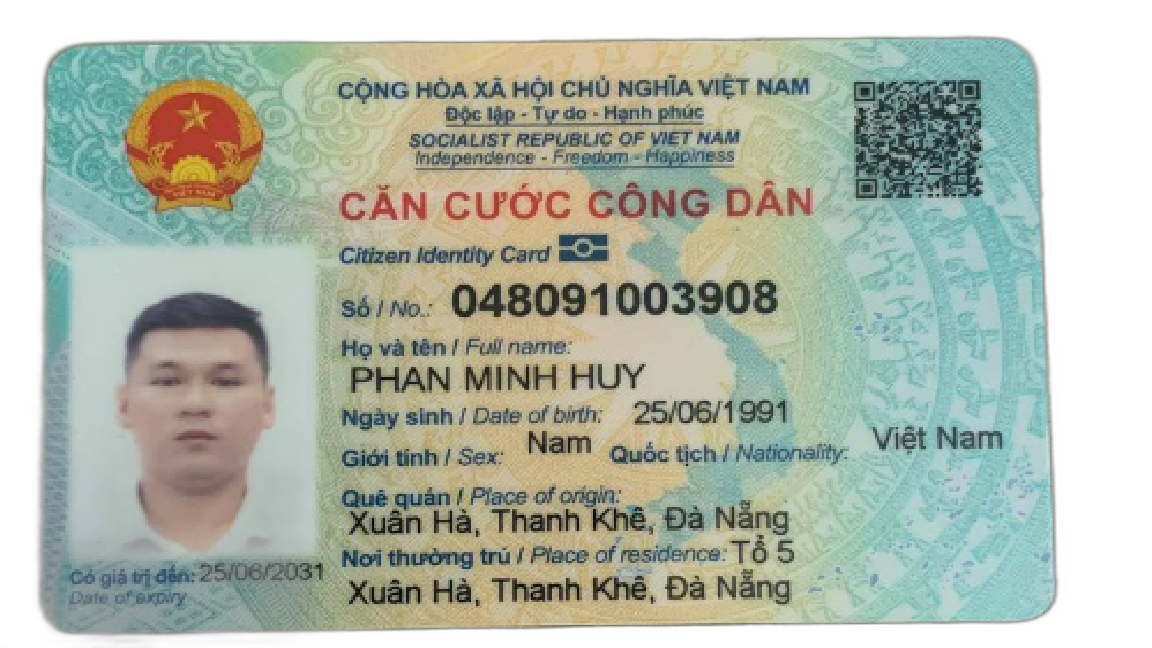 CỘNG HÒA XÃ HỘI CHỦ NGHĨA VIỆT NAM
Độc lập - Tự do - Hạnh phúc
SOCIALIST REPUBLIC OF VIET NAM
Independence - Freedom - Happiness
CĂN CƯỚC CÔNG DÂN
Citizen Identity Card
Số / No.: 048091003908
Họ và tên / Full name:
PHAN MINH HUY
Ngày sinh / Date of birth: 25/06/1991
Giới tính / Sex: Nam Quốc tịch / Nationality: Việt Nam
Quê quán / Place of origin:
Xuân Hà, Thanh Khê, Đà Nẵng
Nơi thường trú / Place of residence: Tổ 5
Xuân Hà, Thanh Khê, Đà Nẵng
Có giá trị đến: 25/06/2031
Date of expiry
VIỆT NAM